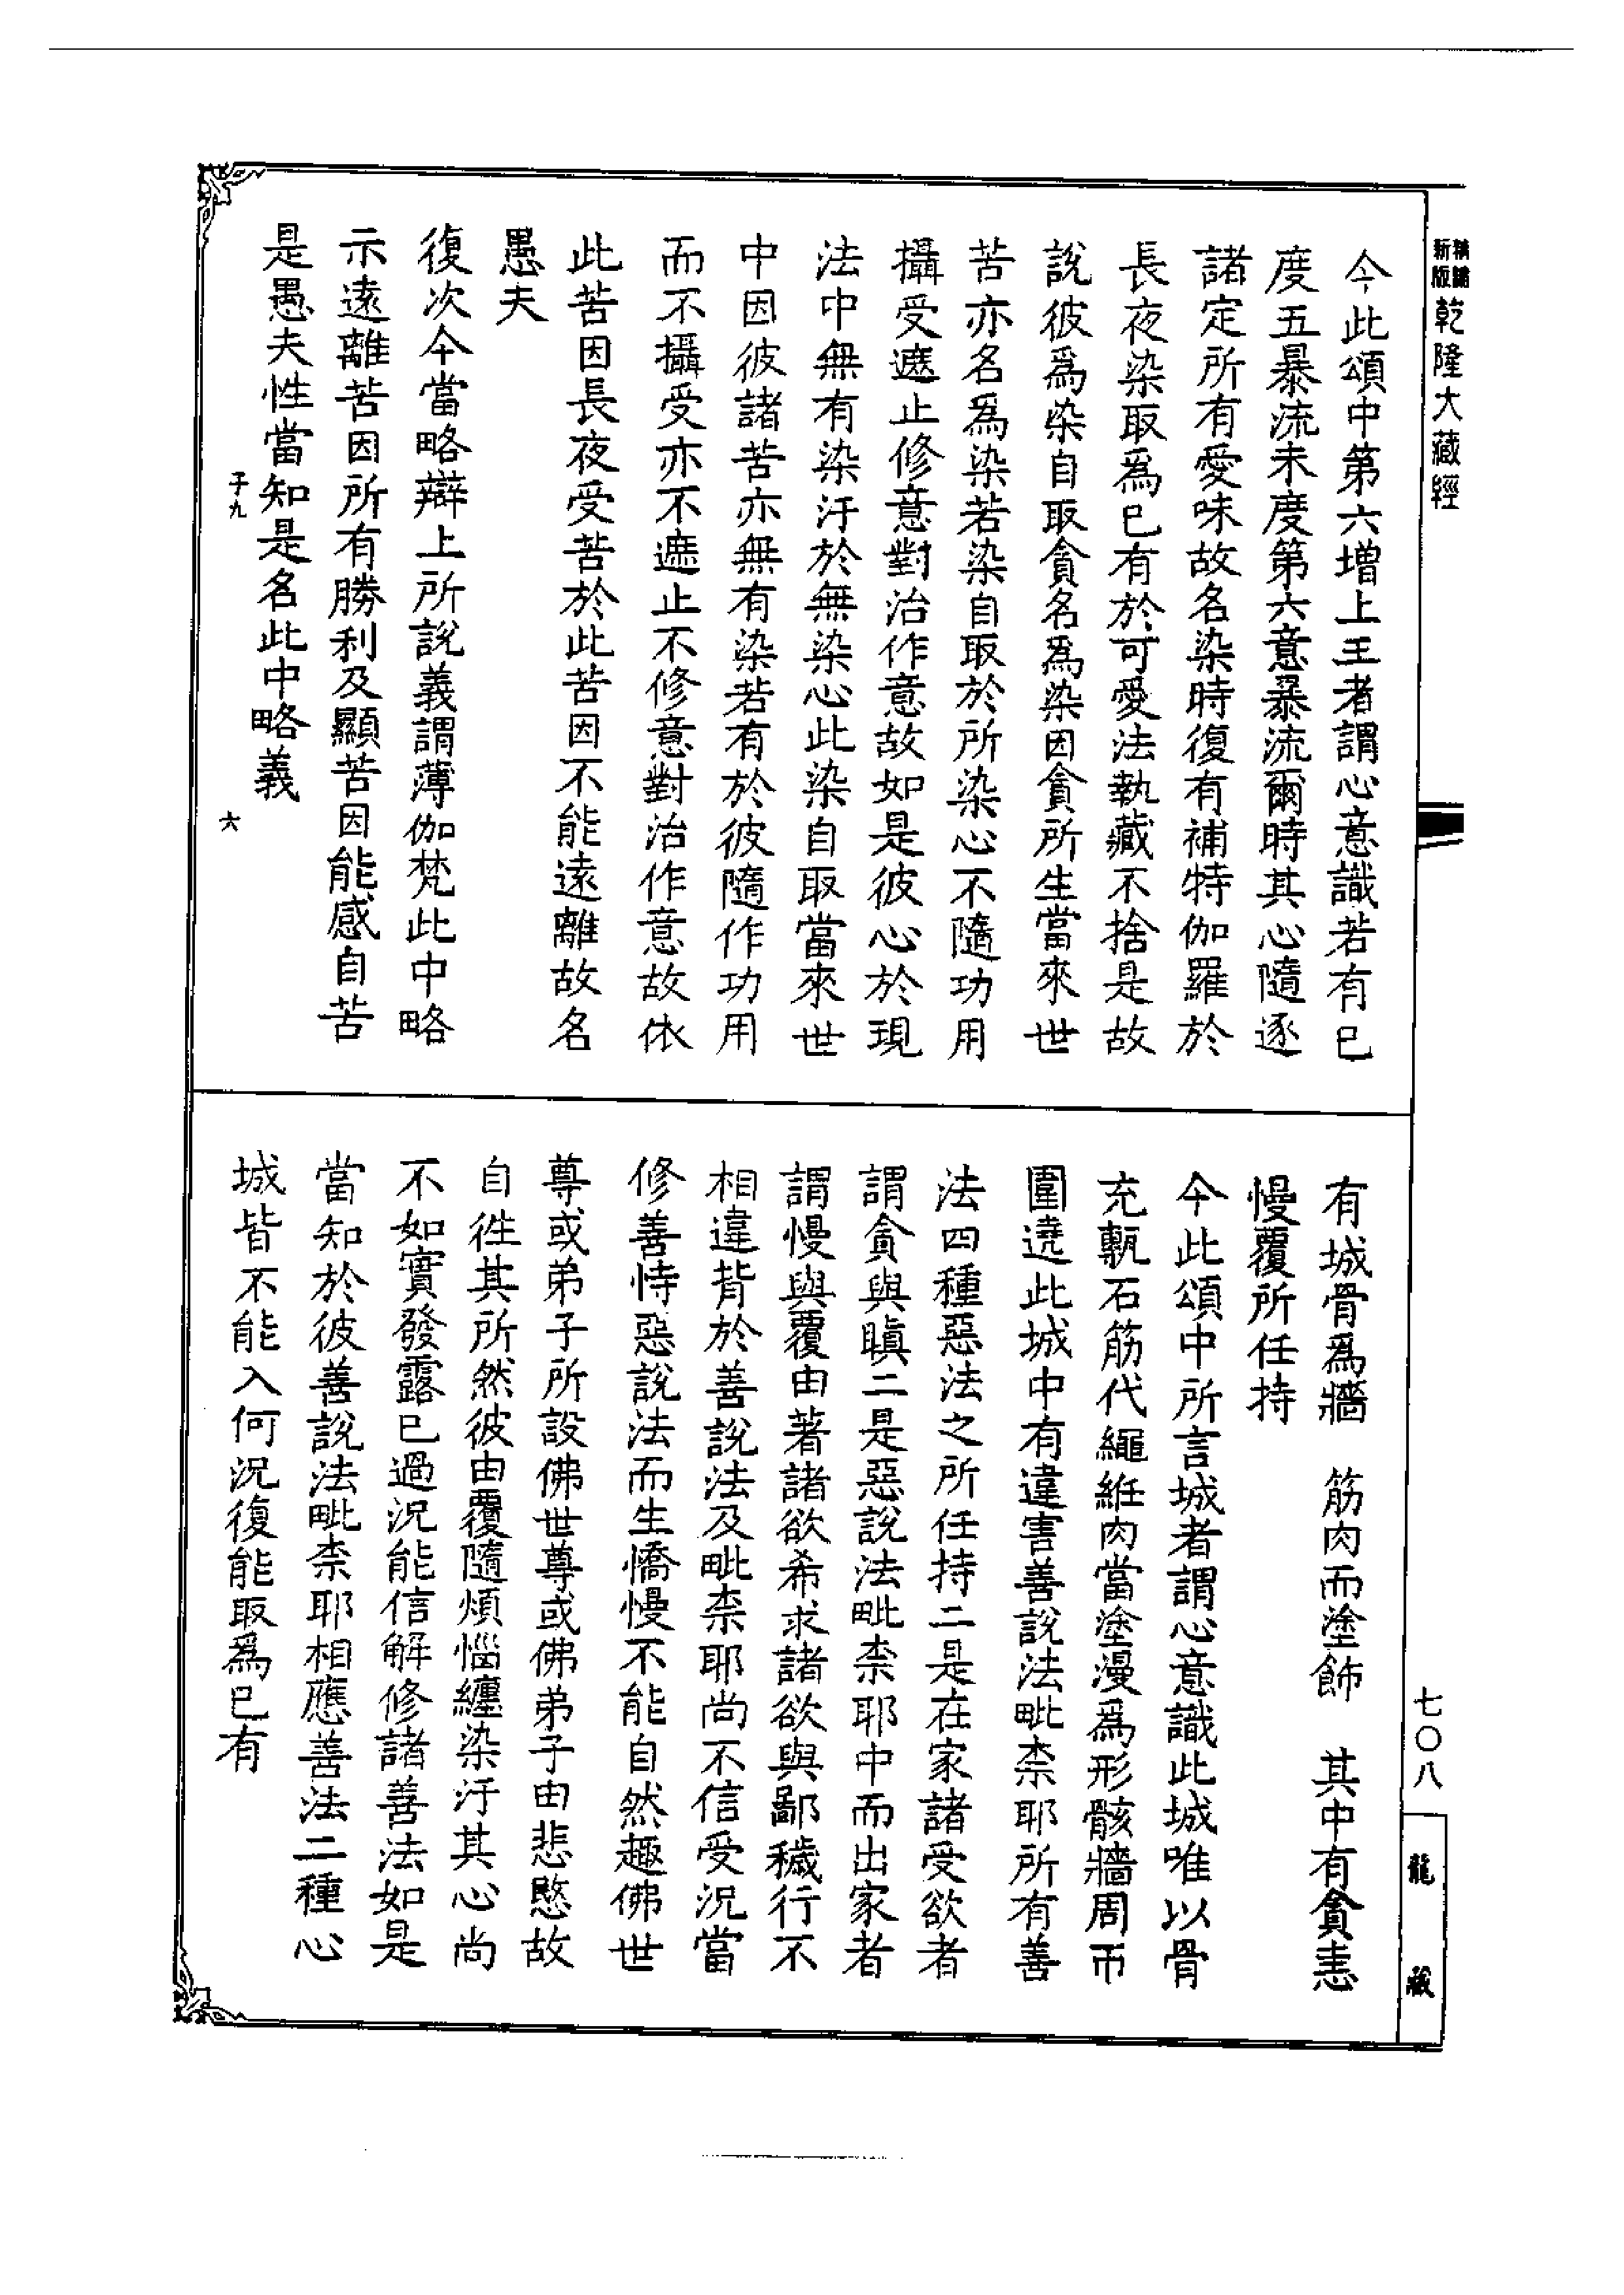 新版 精譜 乾隆大藏經
今此頌中第六增上王者謂心意識若有已
度五暴流未度第六意暴流爾時其心隨逐
諸定所有愛味故名染時復有補特伽羅於
長夜染取爲已有於可愛法執藏不捨是故
說彼爲染自取貪名爲染因貪所生當來世
苦亦名爲染若染自取於所染心不隨功用
攝受遮止修意對治作意故如是彼心於現
法中無有染汙於無染心此染自取當來世
中因彼諸苦亦無有染若有於彼隨作功用
而不攝受亦不遮止不修意對治作意故依
此苦因長夜受苦於此苦因不能遠離故名
愚夫
復次今當略辯上所說義謂薄伽梵此中略
示遠離苦因所有勝利及顯苦因能感自苦
是愚夫性當知是名此中略義
子九
六
有城骨爲牆 筋肉而塗飾 其中有貪恚
慢覆所任持
今此頌中所言城者謂心意識此城唯以骨
充甎石筋代繩絍肉當塗漫爲形骸牆周帀
圍遶此城中有違害善說法毗柰耶所有善
法四種惡法之所任持二是在家諸受欲者
謂貪與瞋二是惡說法毗柰耶中而出家者
謂慢與覆由著諸欲希求諸欲與鄙穢行不
相違背於善說法及毗柰耶尚不信受況當
修善恃惡說法而生憍慢不能自然趣佛世
尊或弟子所設佛世尊或佛弟子由悲愍故
自徃其所然彼由覆隨煩惱纏染汙其心尚
不如實發露已過況能信解修諸善法如是
當知於彼善說法毗柰耶相應善法二種心
城皆不能入何況復能取爲已有
七〇八
龍藏